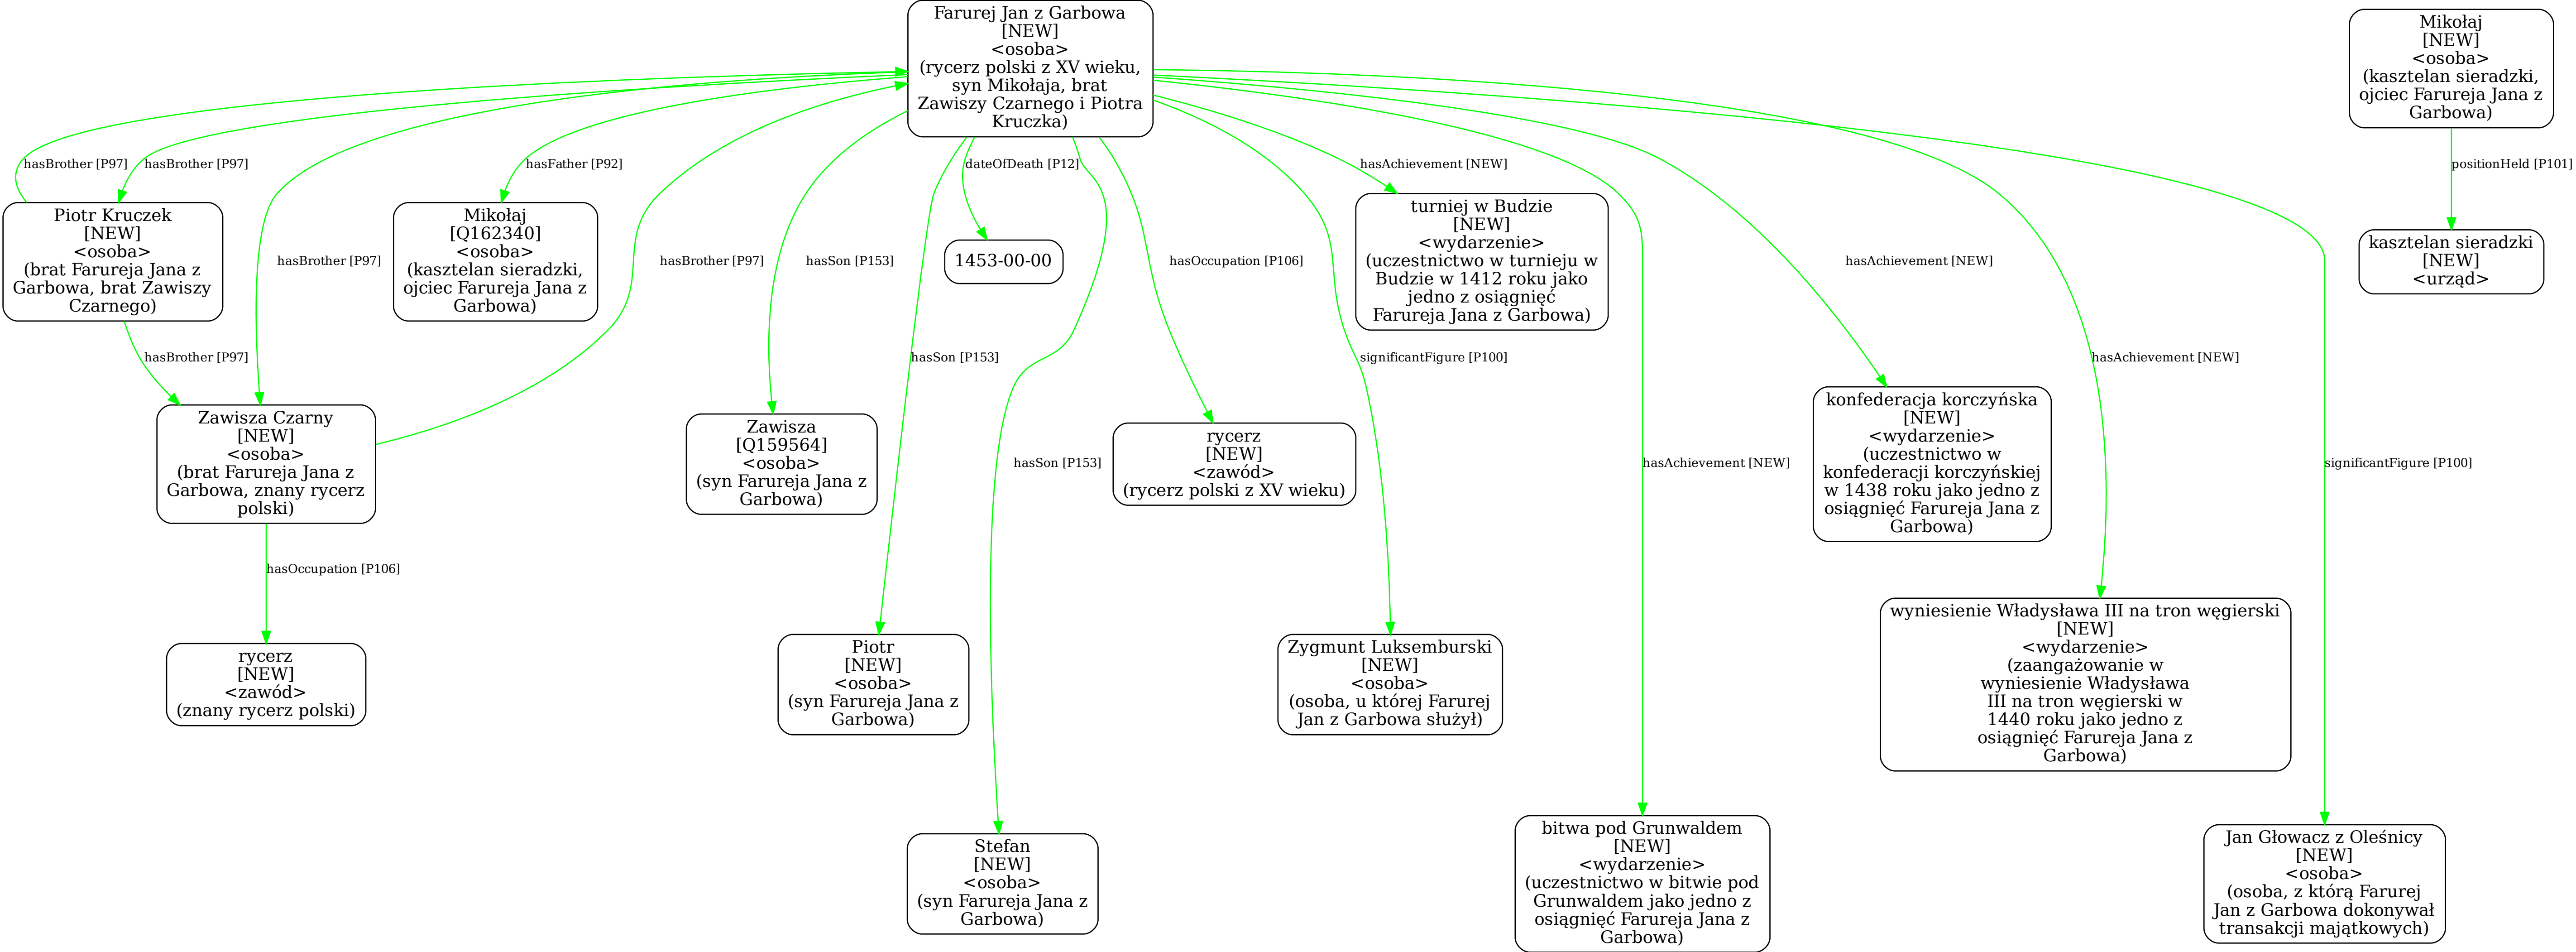 Farurej Jan z Garbowa
[NEW]
<osoba>
(rycerz polski z XV wieku,
syn Mikołaja, brat
Zawiszy Czarnego i Piotra
Kruczka)
Mikołaj
[NEW]
<osoba>
(kasztelan sieradzki,
ojciec Farureja Jana z
Garbowa)
hasBrother [P97]
hasBrother [P97]
hasFather [P92]
dateOfDeath [P12]
hasAchievement [NEW]
positionHeld [P101]
Piotr Kruczek
[NEW]
<osoba>
(brat Farureja Jana z
Garbowa, brat Zawiszy
Czarnego)
hasBrother [P97]
Mikołaj
[Q162340]
<osoba>
(kasztelan sieradzki,
ojciec Farureja Jana z
Garbowa)
hasBrother [P97]
hasSon [P153]
1453-00-00
hasOccupation [P106]
turniej w Budzie
[NEW]
<wydarzenie>
(uczestnictwo w turnieju w
Budzie w 1412 roku jako
jedno z osiągnięć
Farureja Jana z Garbowa)
hasAchievement [NEW]
kasztelan sieradzki
[NEW]
<urząd>
hasBrother [P97]
hasSon [P153]
significantFigure [P100]
hasAchievement [NEW]
Zawisza Czarny
[NEW]
<osoba>
(brat Farureja Jana z
Garbowa, znany rycerz
polski)
Zawisza
[Q159564]
<osoba>
(syn Farureja Jana z
Garbowa)
hasSon [P153]
rycerz
[NEW]
<zawód>
(rycerz polski z XV wieku)
hasAchievement [NEW]
konfederacja korczyńska
[NEW]
<wydarzenie>
(uczestnictwo w
konfederacji korczyńskiej
w 1438 roku jako jedno z
osiągnięć Farureja Jana z
Garbowa)
significantFigure [P100]
hasOccupation [P106]
rycerz
[NEW]
<zawód>
(znany rycerz polski)
Piotr
[NEW]
<osoba>
(syn Farureja Jana z
Garbowa)
Zygmunt Luksemburski
[NEW]
<osoba>
(osoba, u której Farurej
Jan z Garbowa służył)
wyniesienie Władysława III na tron węgierski
[NEW]
<wydarzenie>
(zaangażowanie w
wyniesienie Władysława
III na tron węgierski w
1440 roku jako jedno z
osiągnięć Farureja Jana z
Garbowa)
Stefan
[NEW]
<osoba>
(syn Farureja Jana z
Garbowa)
bitwa pod Grunwaldem
[NEW]
<wydarzenie>
(uczestnictwo w bitwie pod
Grunwaldem jako jedno z
osiągnięć Farureja Jana z
Garbowa)
Jan Głowacz z Oleśnicy
[NEW]
<osoba>
(osoba, z którą Farurej
Jan z Garbowa dokonywał
transakcji majątkowych)